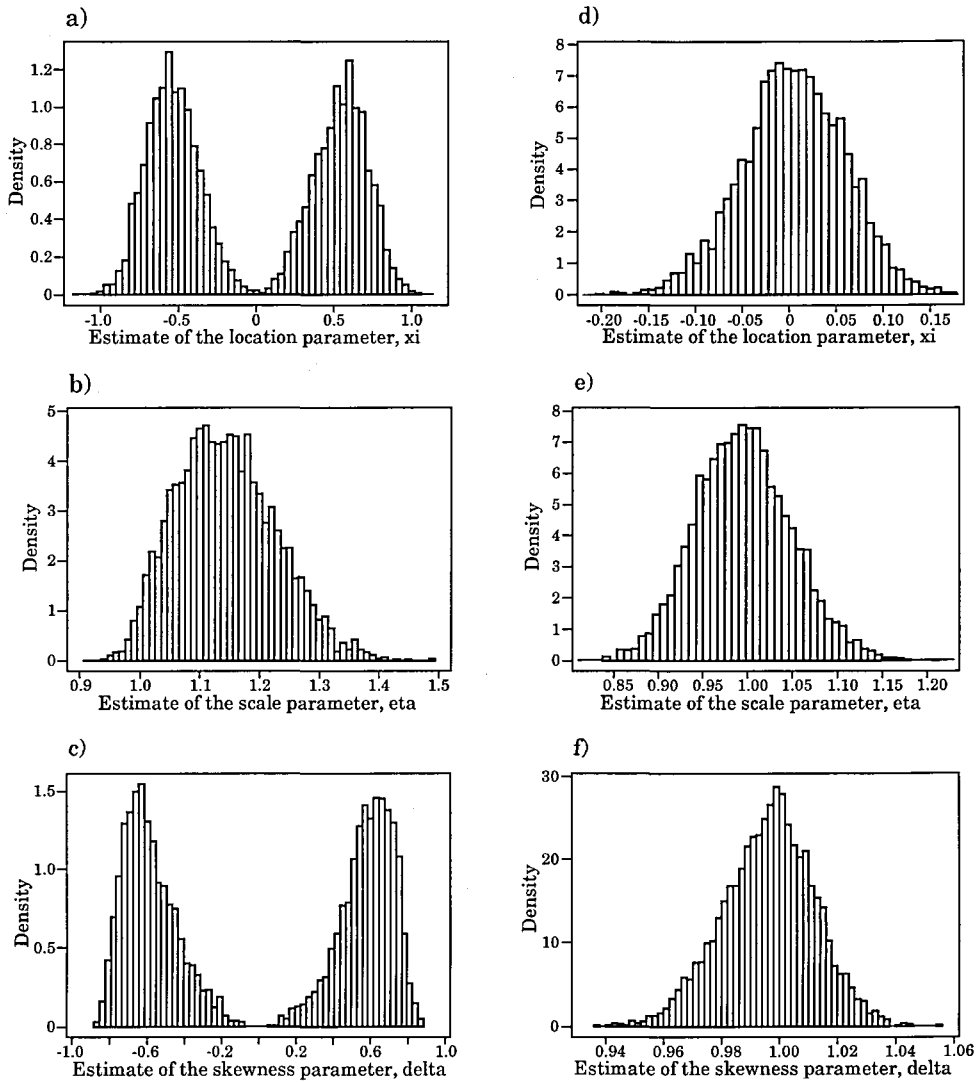 a)
Density
1.2
1.0
0.8
0.6
0.4
0.2
0
-1.0 -0.5 0 0.5 1.0
Estimate of the location parameter, xi
d)
Density
8
7
6
5
4
3
2
1
0
-0.20 -0.15 -0.10 -0.05 0 0.05 0.10 0.15
Estimate of the location parameter, xi
b)
Density
5
4
3
2
1
0
0.9 1.0 1.1 1.2 1.3 1.4 1.5
Estimate of the scale parameter, eta
e)
Density
8
7
6
5
4
3
2
1
0
0.85 0.90 0.95 1.00 1.05 1.10 1.15 1.20
Estimate of the scale parameter, eta
c)
Density
1.5
1.0
0.5
0
-1.0 -0.6 -0.2 0.2 0.6 1.0
Estimate of the skewness parameter, delta
f)
Density
30
20
10
0
0.94 0.96 0.98 1.00 1.02 1.04 1.06
Estimate of the skewness parameter, delta